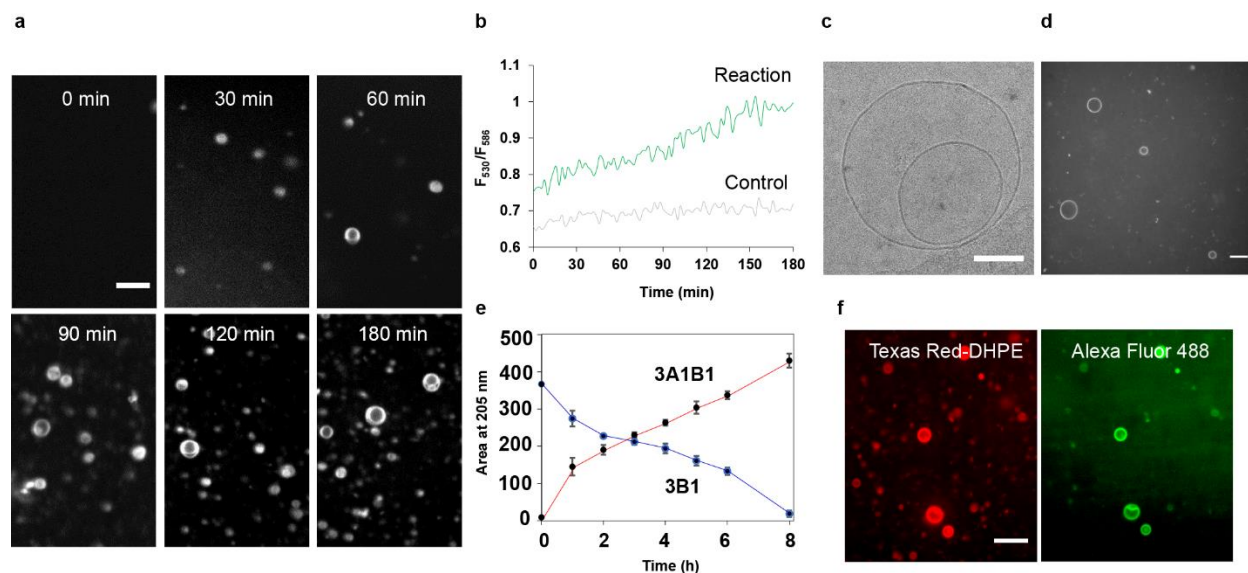 a
0 min
30 min
60 min
90 min
120 min
180 min
b
1.1
1
0.9
0.8
0.7
0.6
F530/F586
Reaction
Control
0 30 60 90 120 150 180
Time (min)
c
d
e
500
400
300
200
100
0
Area at 205 nm
3A1B1
3B1
0 2 4 6 8
Time (h)
f
Texas Red-DHPE
Alexa Fluor 488